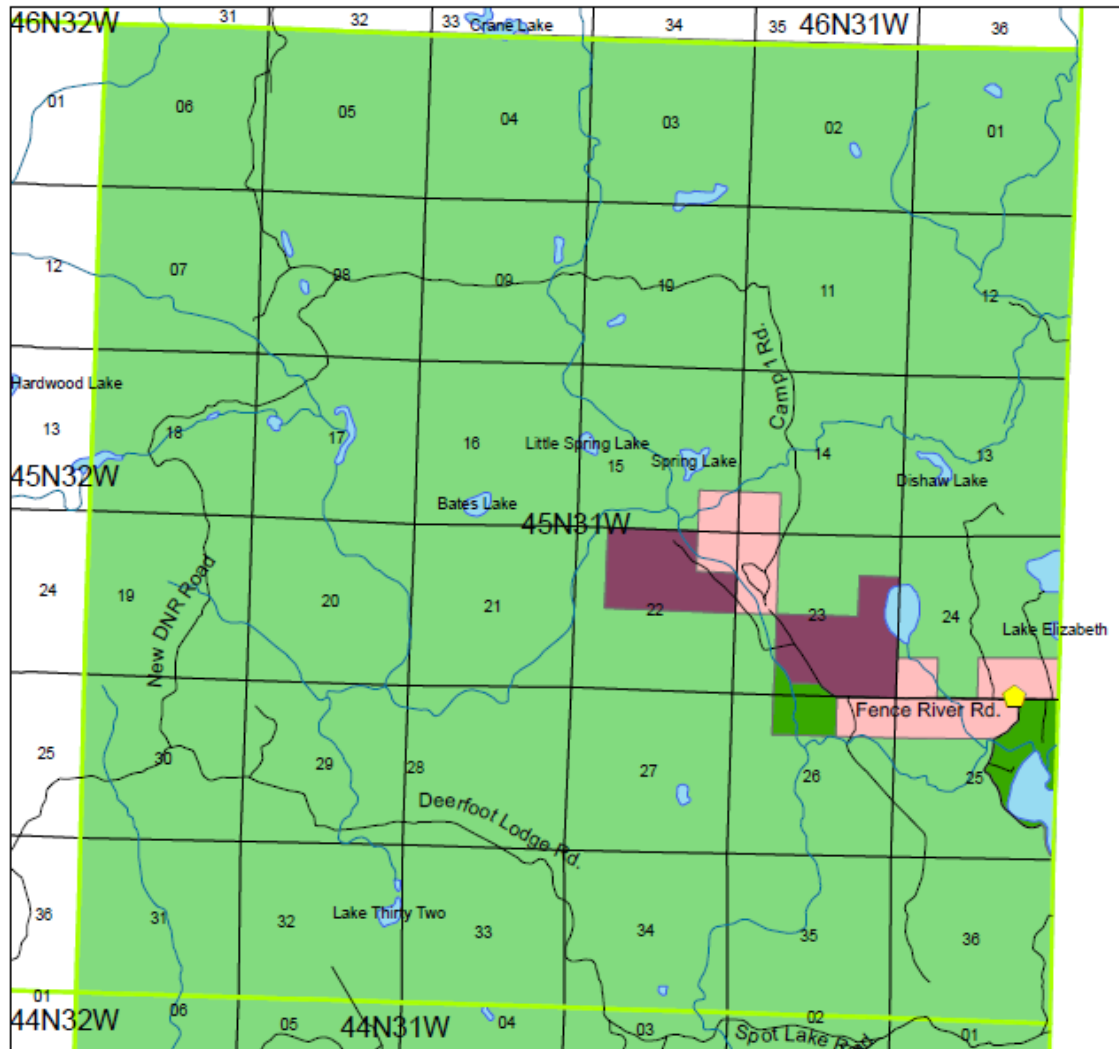 46N32W
31
32
33
Crane Lake
34
35
46N31W
36
01
06
05
04
03
02
01
12
07
08
09
10
11
12
Camp 1 Rd.
Hardwood Lake
13
18
17
16
Little Spring Lake
15
Spring Lake
14
13
45N32W
Dishaw Lake
Bates Lake
45N31W
24
19
New DNR Road
20
21
22
23
24
Lake Elizabeth
Fence River Rd.
25
30
29
28
27
26
25
Deerfoot Lodge Rd.
36
31
32
Lake Thirty Two
33
34
35
36
01
44N32W
06
05
44N31W
04
03
02
Spot Lake Road
01